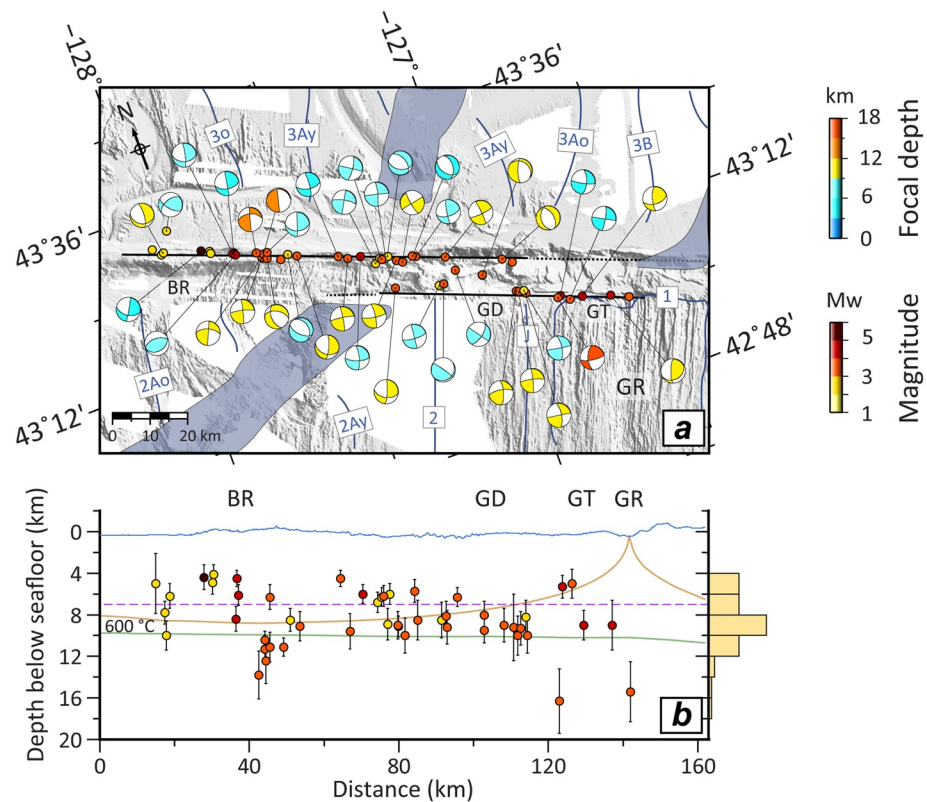 -128˚
-127˚
43˚36'
43˚12'
42˚48'
43˚36'
43˚12'
N
3o
3Ay
3Ay
3Ao
3B
BR
GD
GT
GR
1
J
2Ao
2Ay
2
0 10 20 km
a
km
18
12
6
0
Focal depth
Mw
5
3
1
Magnitude
BR GD GT GR
Depth below seafloor (km)
0
4
8
12
16
20
600 °C
b
0 40 80 120 160
Distance (km)